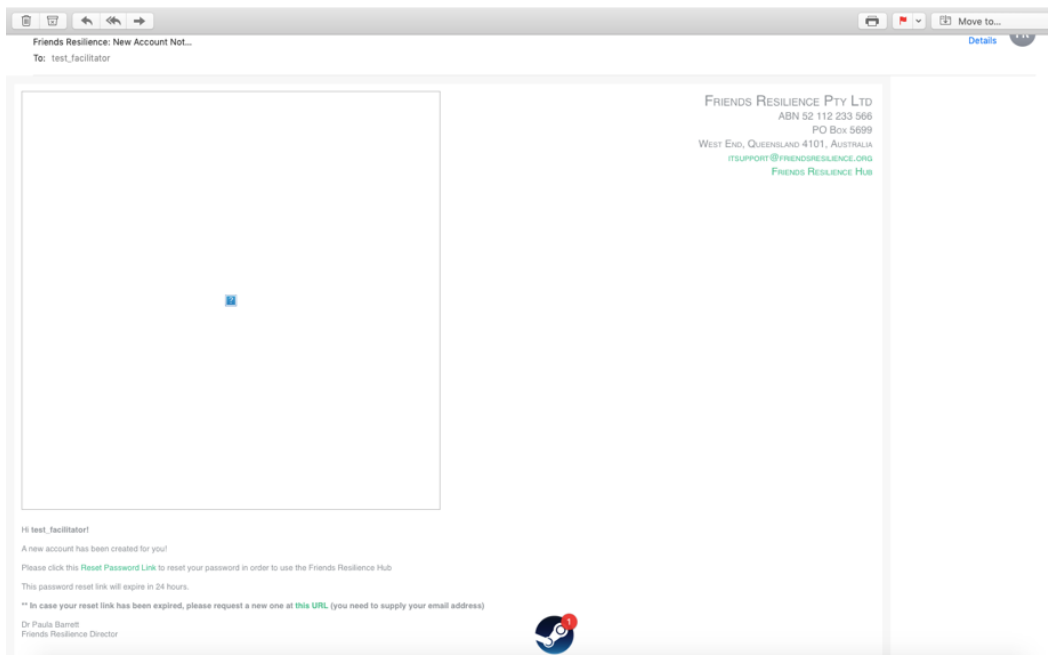 Move to...
Friends Resilience: New Account Not...
Details
To: test_facilitator
FRIENDS RESILIENCE PTY LTD
ABN 52 112 233 566
PO BOX 5699
WEST END, QUEENSLAND 4101, AUSTRALIA
ITSUPPORT@FRIENDSRESILIENCE.ORG
FRIENDS RESILIENCE HUB
?
Hi test_facilitator!
A new account has been created for you!
Please click this Reset Password Link to reset your password in order to use the Friends Resilience Hub
This password reset link will expire in 24 hours.
** In case your reset link has been expired, please request a new one at this URL (you need to supply your email address)
Dr Paula Barrett
Friends Resilience Director
1